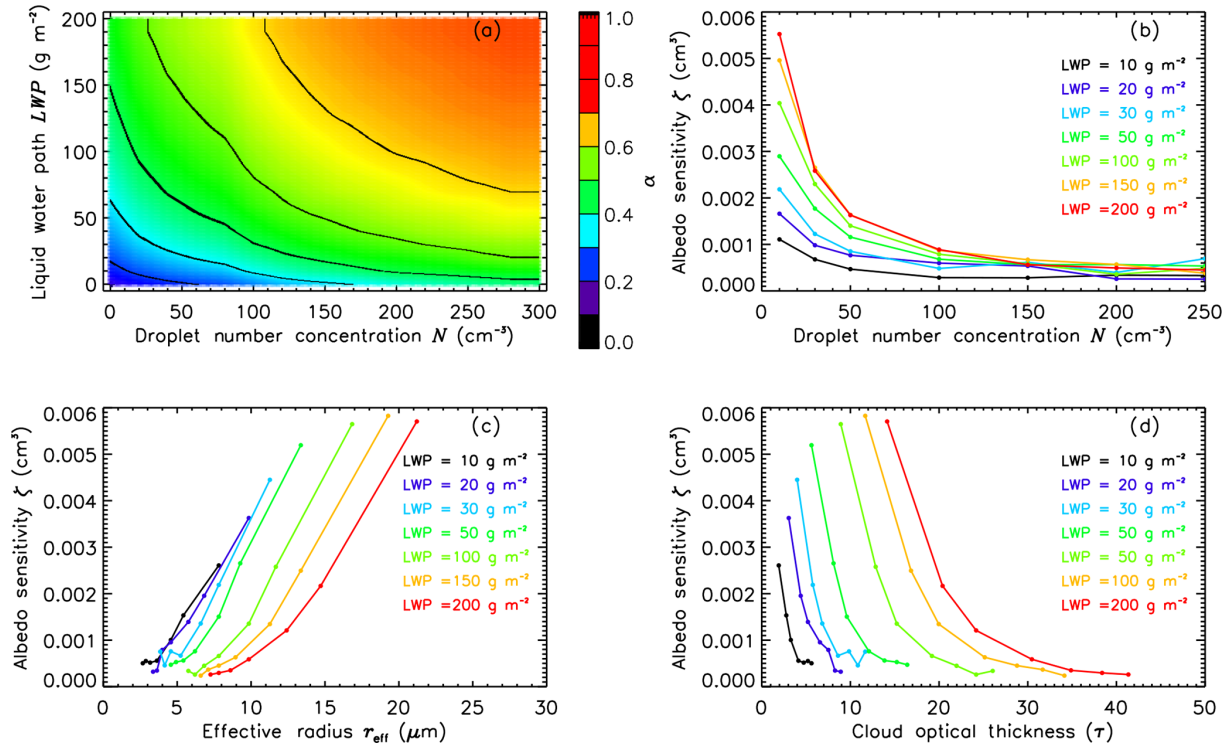 (a)
200
150
100
50
0
Liquid water path LWP (g m⁻²)
0 50 100 150 200 250 300
Droplet number concentration N (cm⁻³)
1.0
0.8
0.6
0.4
0.2
0.0
α
(b)
0.006
0.005
0.004
0.003
0.002
0.001
0.000
Albedo sensitivity ζ (cm³)
LWP = 10 g m⁻²
LWP = 20 g m⁻²
LWP = 30 g m⁻²
LWP = 50 g m⁻²
LWP =100 g m⁻²
LWP =150 g m⁻²
LWP =200 g m⁻²
0 50 100 150 200 250
Droplet number concentration N (cm⁻³)
(c)
0.006
0.005
0.004
0.003
0.002
0.001
0.000
Albedo sensitivity ζ (cm³)
LWP = 10 g m⁻²
LWP = 20 g m⁻²
LWP = 30 g m⁻²
LWP = 50 g m⁻²
LWP =100 g m⁻²
LWP =150 g m⁻²
LWP =200 g m⁻²
0 5 10 15 20 25 30
Effective radius r_eff (μm)
(d)
0.006
0.005
0.004
0.003
0.002
0.001
0.000
Albedo sensitivity ζ (cm³)
LWP = 10 g m⁻²
LWP = 20 g m⁻²
LWP = 30 g m⁻²
LWP = 50 g m⁻²
LWP = 50 g m⁻²
LWP =100 g m⁻²
LWP =200 g m⁻²
0 10 20 30 40 50
Cloud optical thickness (τ)